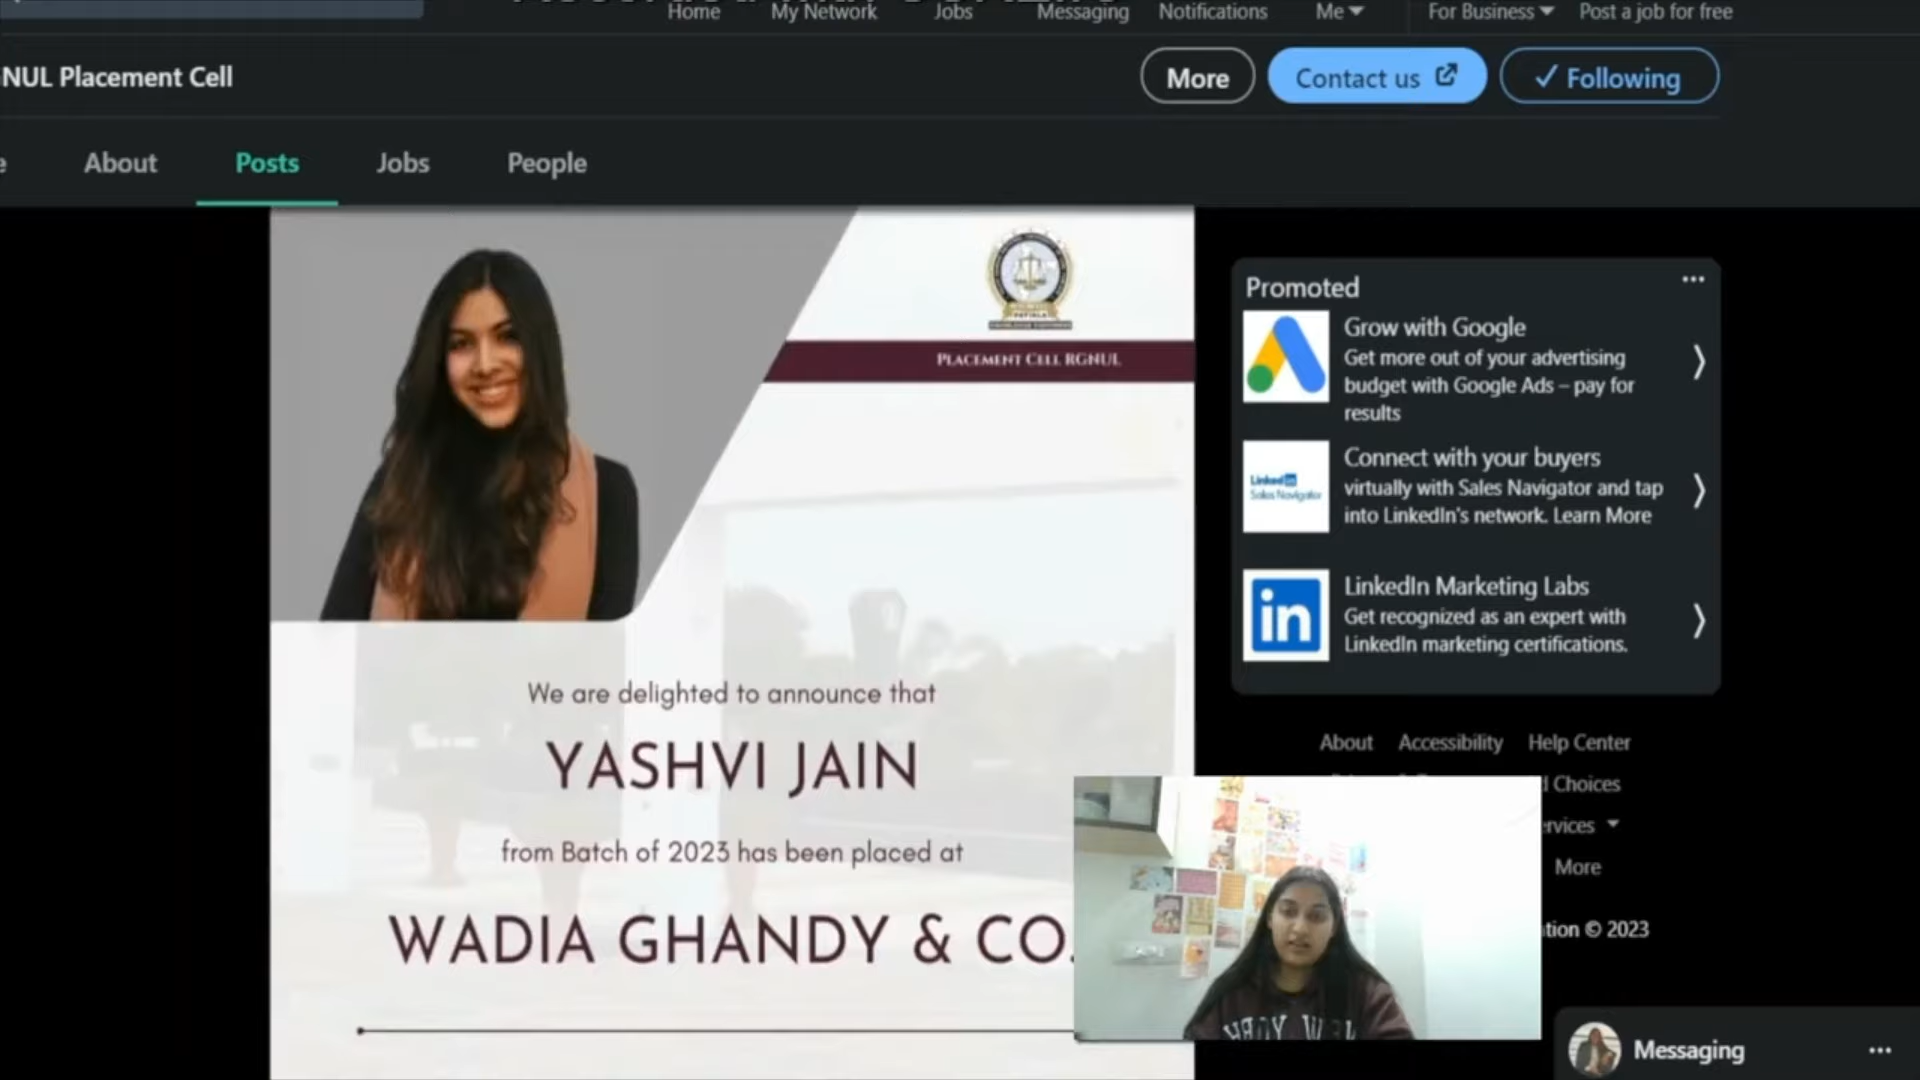 Home My Network Jobs Messaging Notifications Me For Business Post a job for free
NUL Placement Cell
More
Contact us
Following
About Posts Jobs People
PLACEMENT CELL RGNUL
We are delighted to announce that
YASHVI JAIN
from Batch of 2023 has been placed at
WADIA GHANDY & CO.
Promoted
Grow with Google
Get more out of your advertising
budget with Google Ads – pay for
results
Linked in
Sales Navigator
Connect with your buyers
virtually with Sales Navigator and tap
into LinkedIn's network. Learn More
in
LinkedIn Marketing Labs
Get recognized as an expert with
LinkedIn marketing certifications.
About Accessibility Help Center
Choices
More
© 2023
Messaging